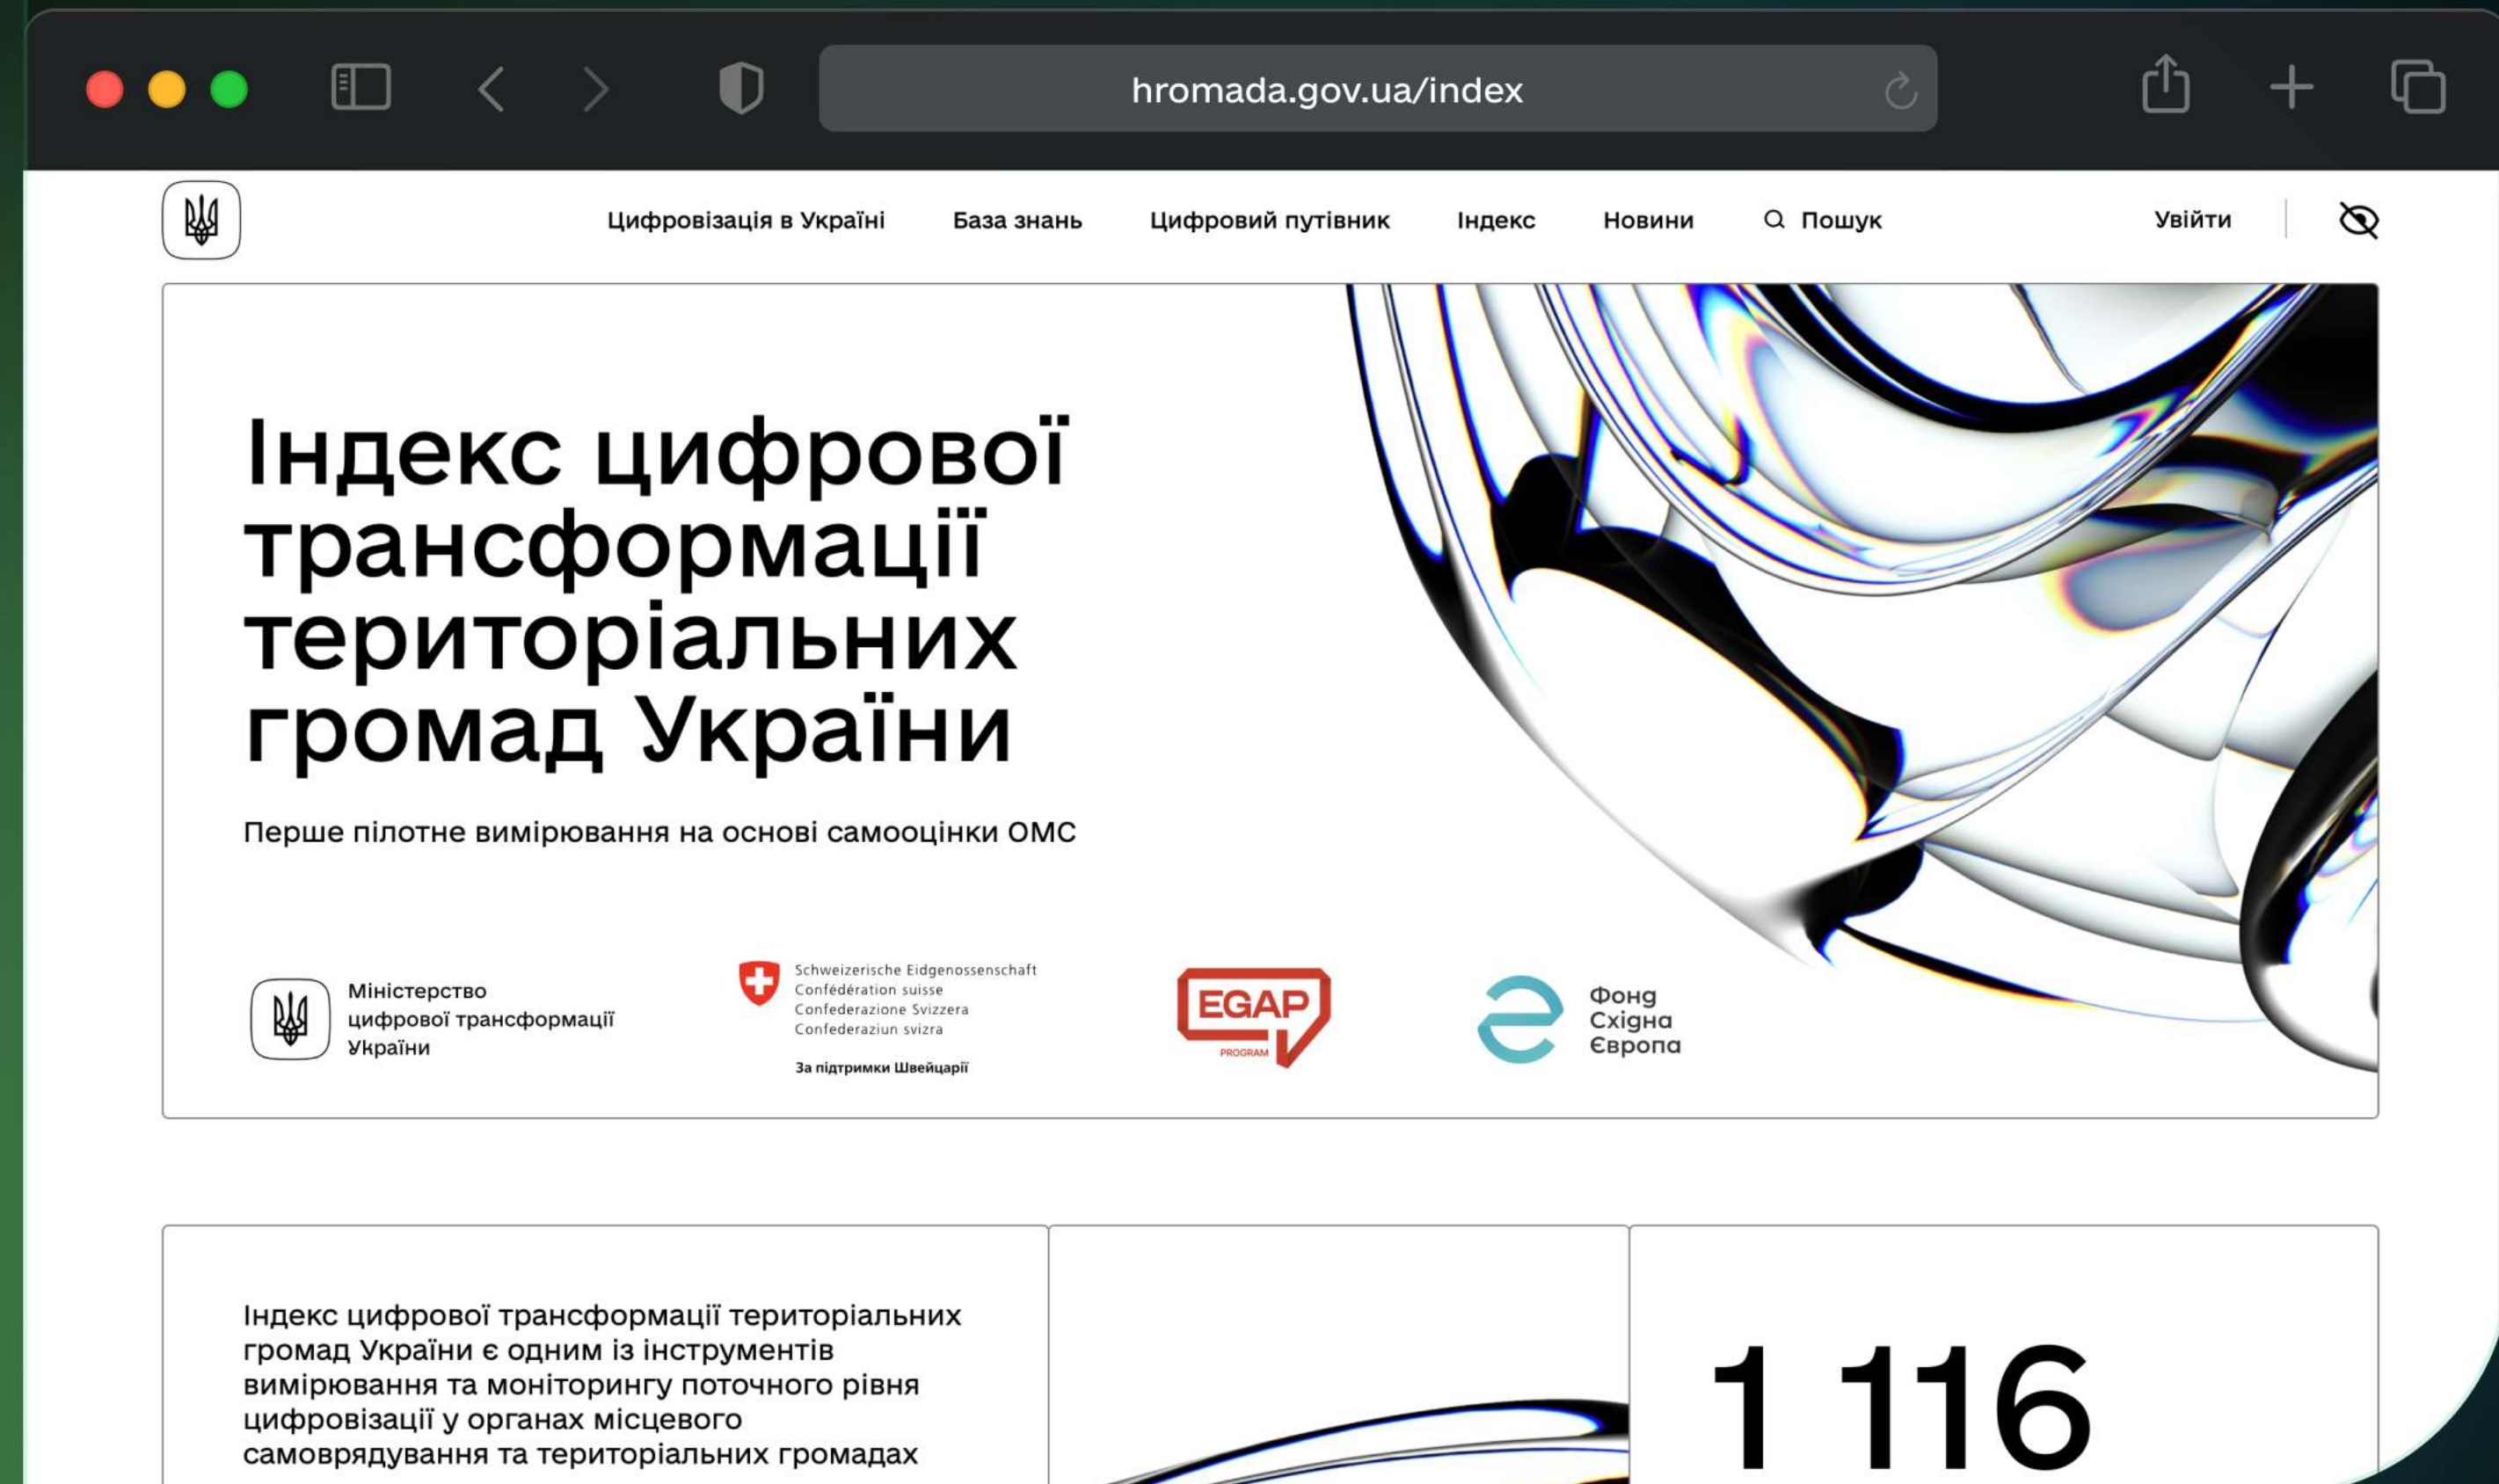 hromada.gov.ua/index
Цифровізація в Україні База знань Цифровий путівник Індекс Новини Пошук Увійти
Індекс цифрової
трансформації
територіальних
громад України
Перше пілотне вимірювання на основі самооцінки ОМС
Міністерство
цифрової трансформації
України
Schweizerische Eidgenossenschaft
Confédération suisse
Confederazione Svizzera
Confederaziun svizra
За підтримки Швейцарії
EGAP
PROGRAM
Фонд
Східна
Європа
Індекс цифрової трансформації територіальних
громад України є одним із інструментів
вимірювання та моніторингу поточного рівня
цифровізації у органах місцевого
самоврядування та територіальних громадах
1 116